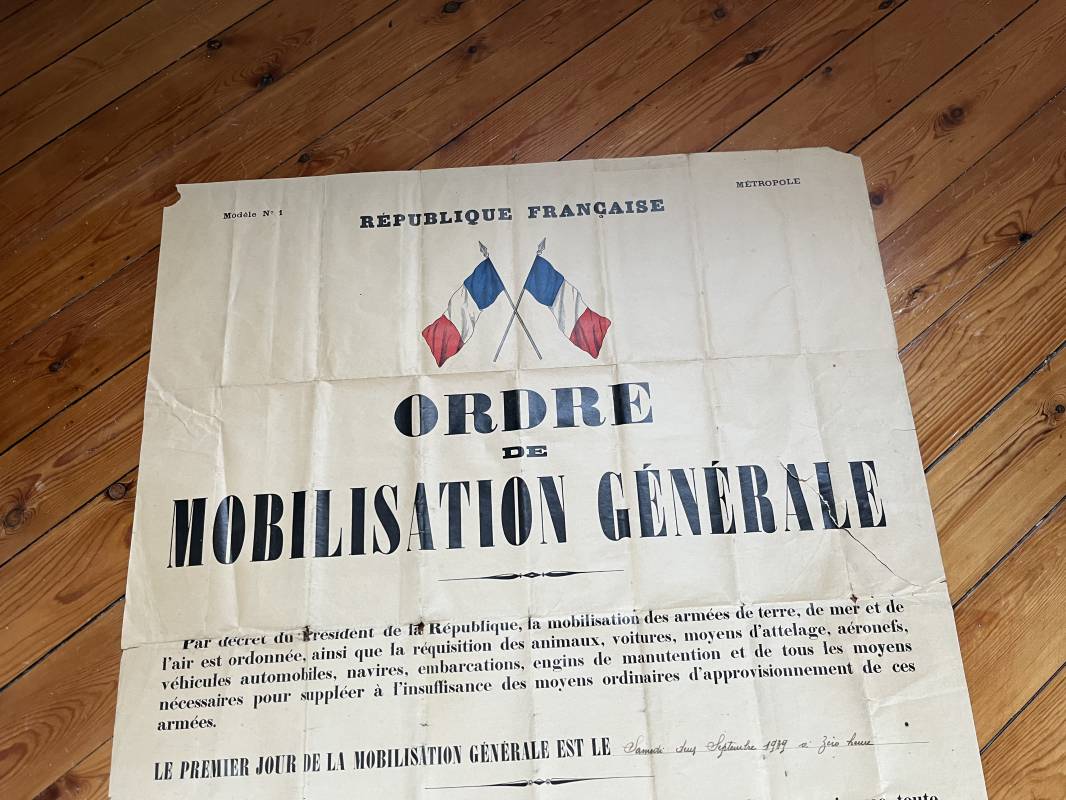 Modèle N° 1
MÉTROPOLE
RÉPUBLIQUE FRANÇAISE
ORDRE
DE
MOBILISATION GÉNÉRALE
Par décret du Président de la République, la mobilisation des armées de terre, de mer et de
l'air est ordonnée, ainsi que la réquisition des animaux, voitures, moyens d'attelage, aéronefs,
véhicules automobiles, navires, embarcations, engins de manutention et de tous les moyens
nécessaires pour suppléer à l'insuffisance des moyens ordinaires d'approvisionnement de ces
armées.
LE PREMIER JOUR DE LA MOBILISATION GÉNÉRALE EST LE Samedi deux Septembre 1939 à zéro heure
toute